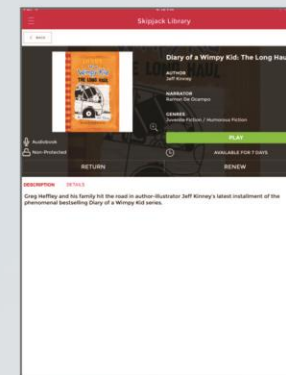 Skipjack Library
BACK
Diary of a Wimpy Kid: The Long Hau
AUTHOR
Jeff Kinney
NARRATOR
Ramon De Ocampo
GENRES
Juvenile Fiction / Humorous Fiction
THE LONG HAUL
PLAY
Audiobook
Non-Protected
AVAILABLE FOR 7 DAYS
RETURN
RENEW
DESCRIPTION DETAILS
Greg Heffley and his family hit the road in author-illustrator Jeff Kinney's latest installment of the
phenomenal bestselling Diary of a Wimpy Kid series.